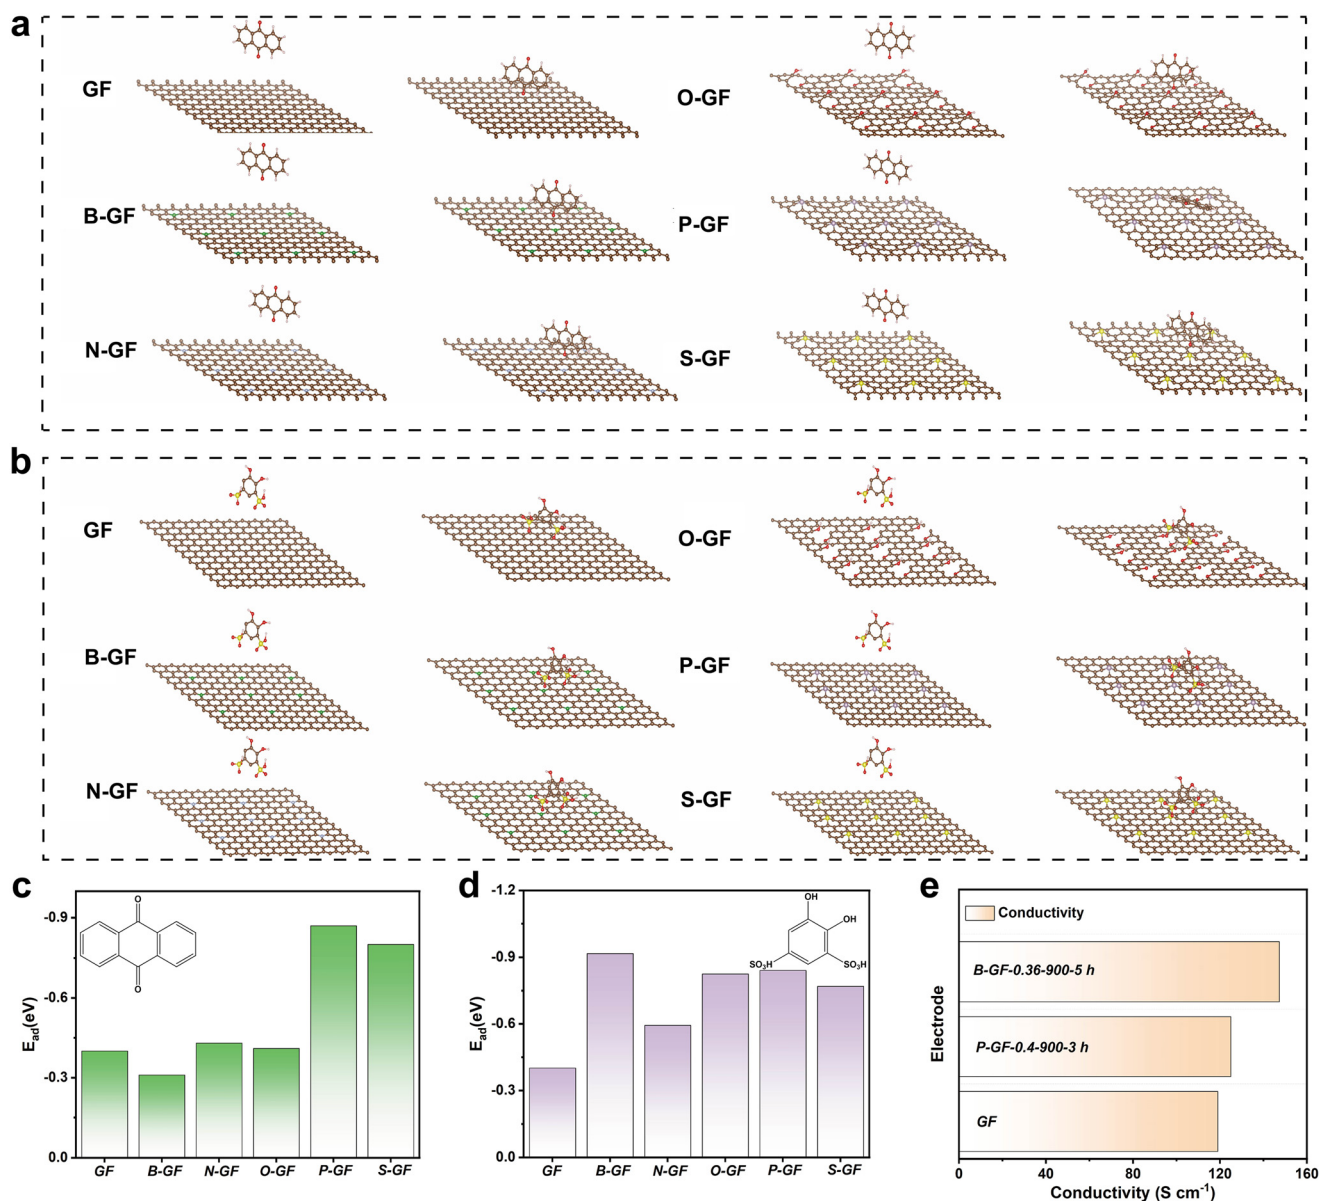 a
GF
O-GF
B-GF
P-GF
N-GF
S-GF
b
GF
O-GF
B-GF
P-GF
N-GF
S-GF
c
-0.9
-0.6
-0.3
0.0
E_ad(eV)
O
O
GF B-GF N-GF O-GF P-GF S-GF
d
-1.2
-0.9
-0.6
-0.3
0.0
E_ad(eV)
OH
OH
SO₃H
SO₃H
GF B-GF N-GF O-GF P-GF S-GF
e
Conductivity
B-GF-0.36-900-5 h
P-GF-0.4-900-3 h
GF
Electrode
0 40 80 120 160
Conductivity (S cm⁻¹)